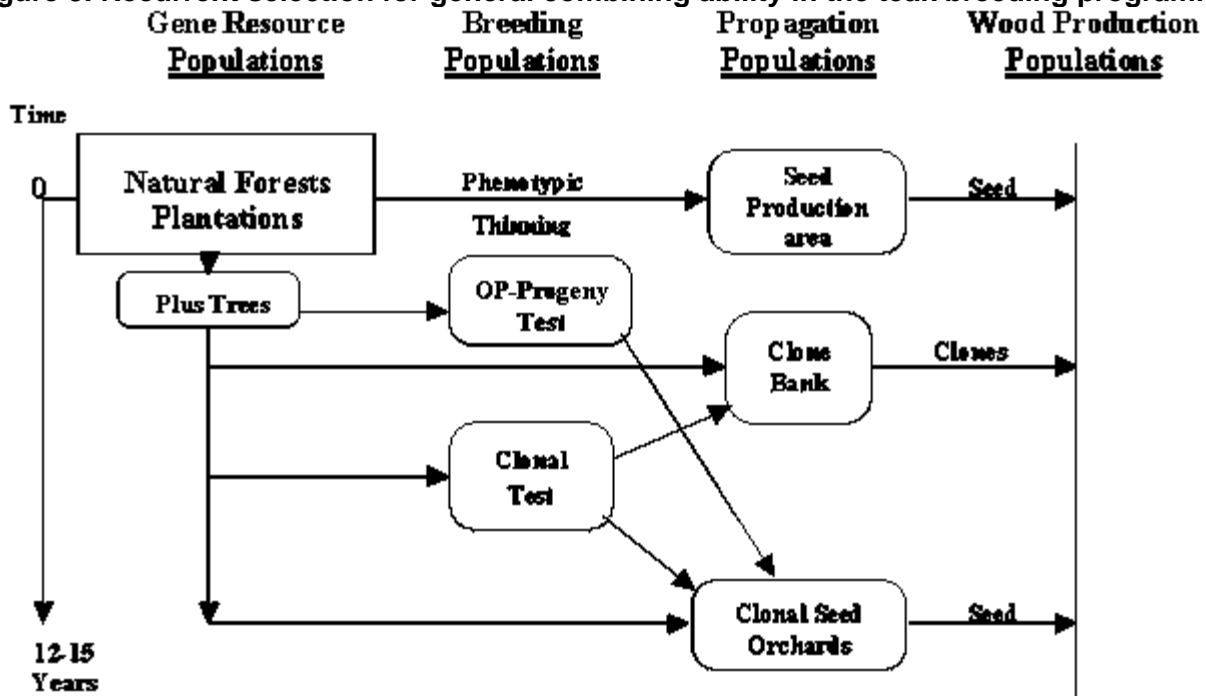 Recurrent selection for general combining ability in the teak breeding program
Gene Resource
Populations
Breeding
Populations
Propagation
Populations
Wood Production
Populations
Time
0
Natural Forests
Plantations
Phenotypic
Thinning
Seed
Production
area
Seed
Plus Trees
OP-Progeny
Test
Clone
Bank
Clones
Clonal
Test
Clonal Seed
Orchards
Seed
12-15
Years